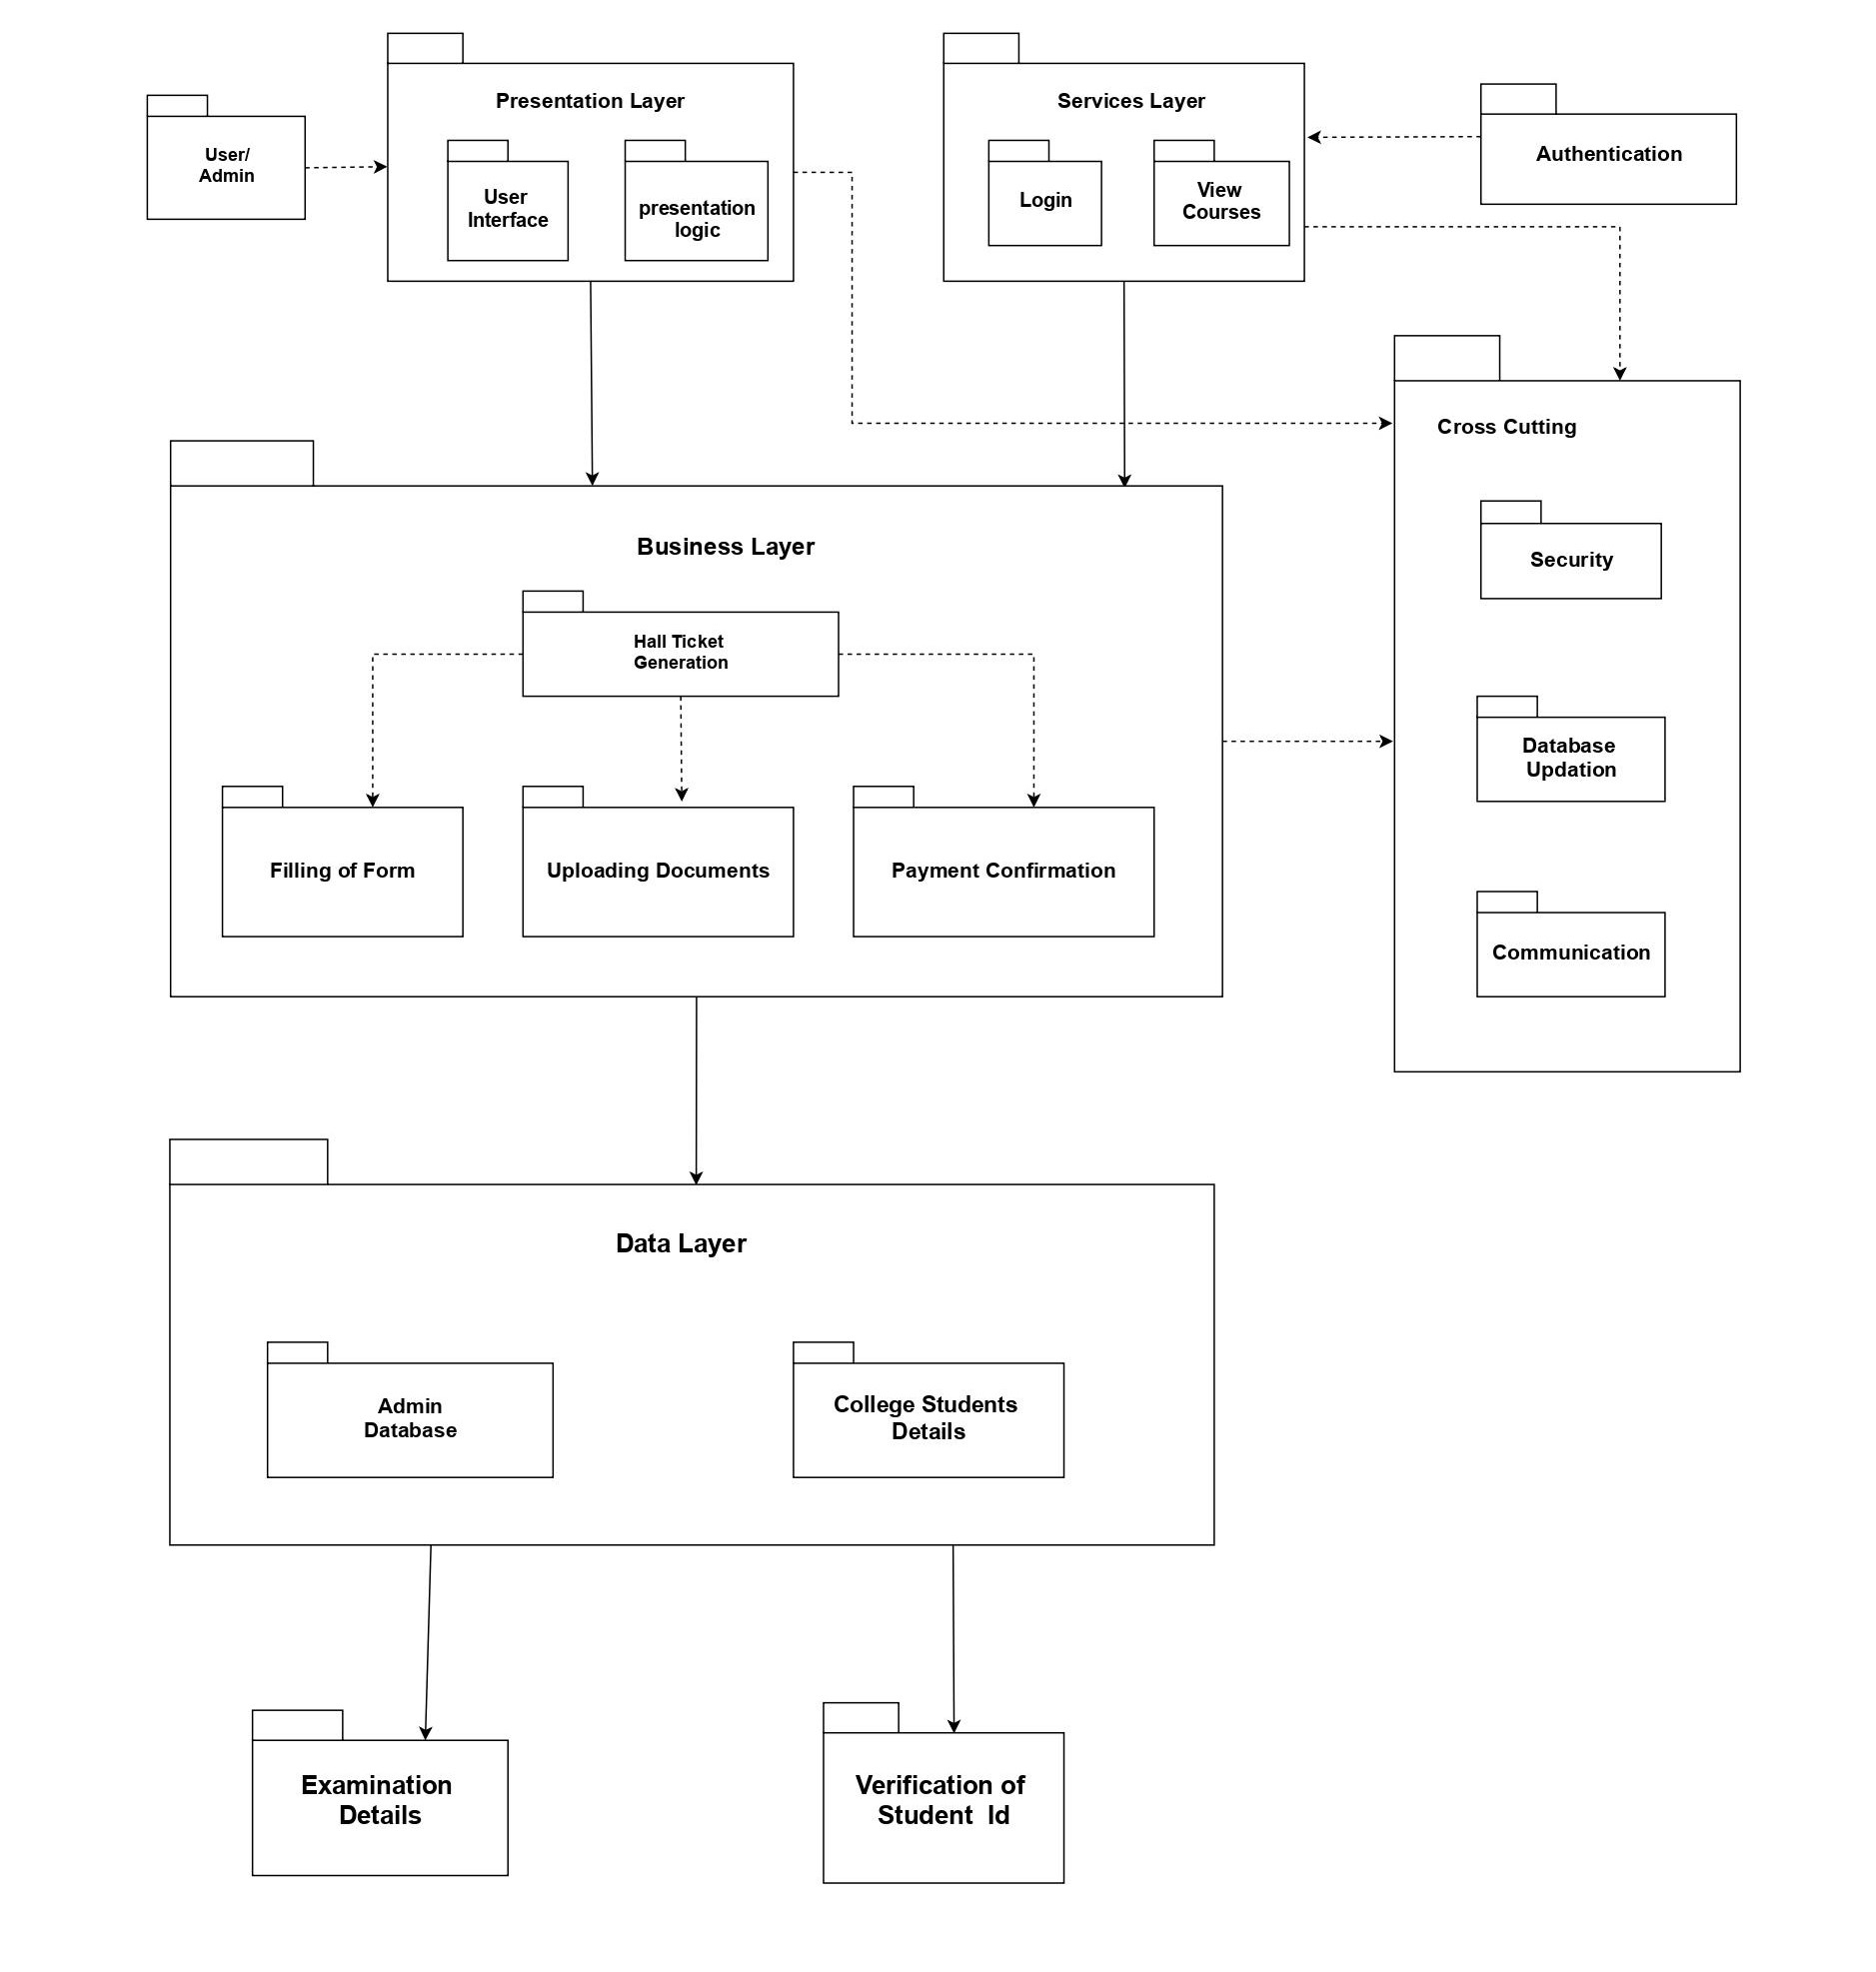 Presentation Layer
Services Layer
User/
Admin
Authentication
User
Interface
presentation
logic
Login
View
Courses
Cross Cutting
Business Layer
Security
Hall Ticket
Generation
Database
Updation
Filling of Form
Uploading Documents
Payment Confirmation
Communication
Data Layer
Admin
Database
College Students
Details
Examination
Details
Verification of
Student  Id